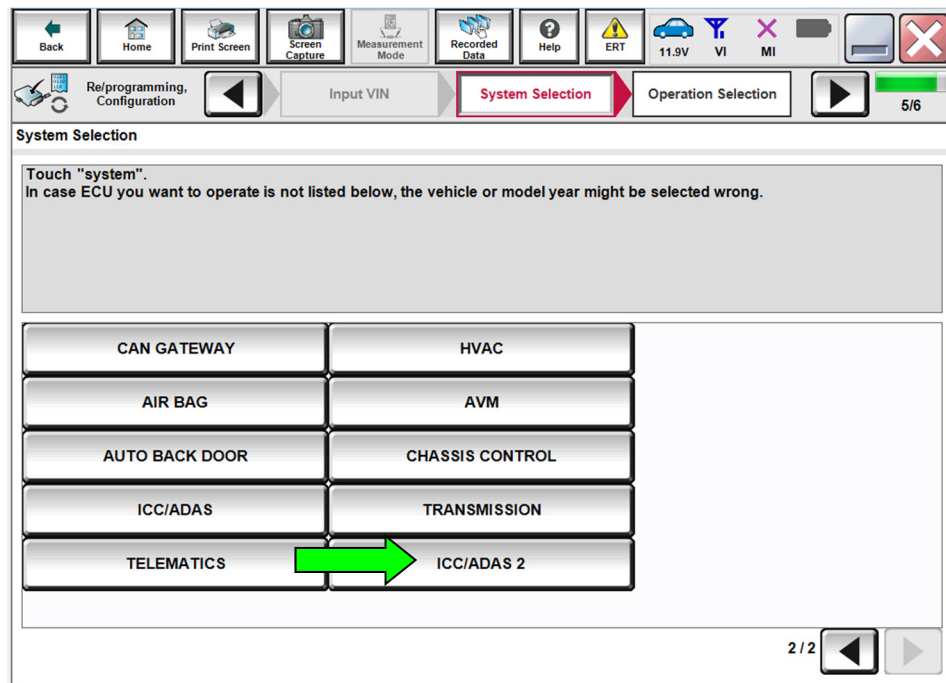 Back
Home
Print Screen
Screen
Capture
Measurement
Mode
Recorded
Data
Help
ERT
11.9V
VI
MI
Re/programming,
Configuration
Input VIN
System Selection
Operation Selection
5/6
System Selection
Touch "system".
In case ECU you want to operate is not listed below, the vehicle or model year might be selected wrong.
CAN GATEWAY
HVAC
AIR BAG
AVM
AUTO BACK DOOR
CHASSIS CONTROL
ICC/ADAS
TRANSMISSION
TELEMATICS
ICC/ADAS 2
2/2